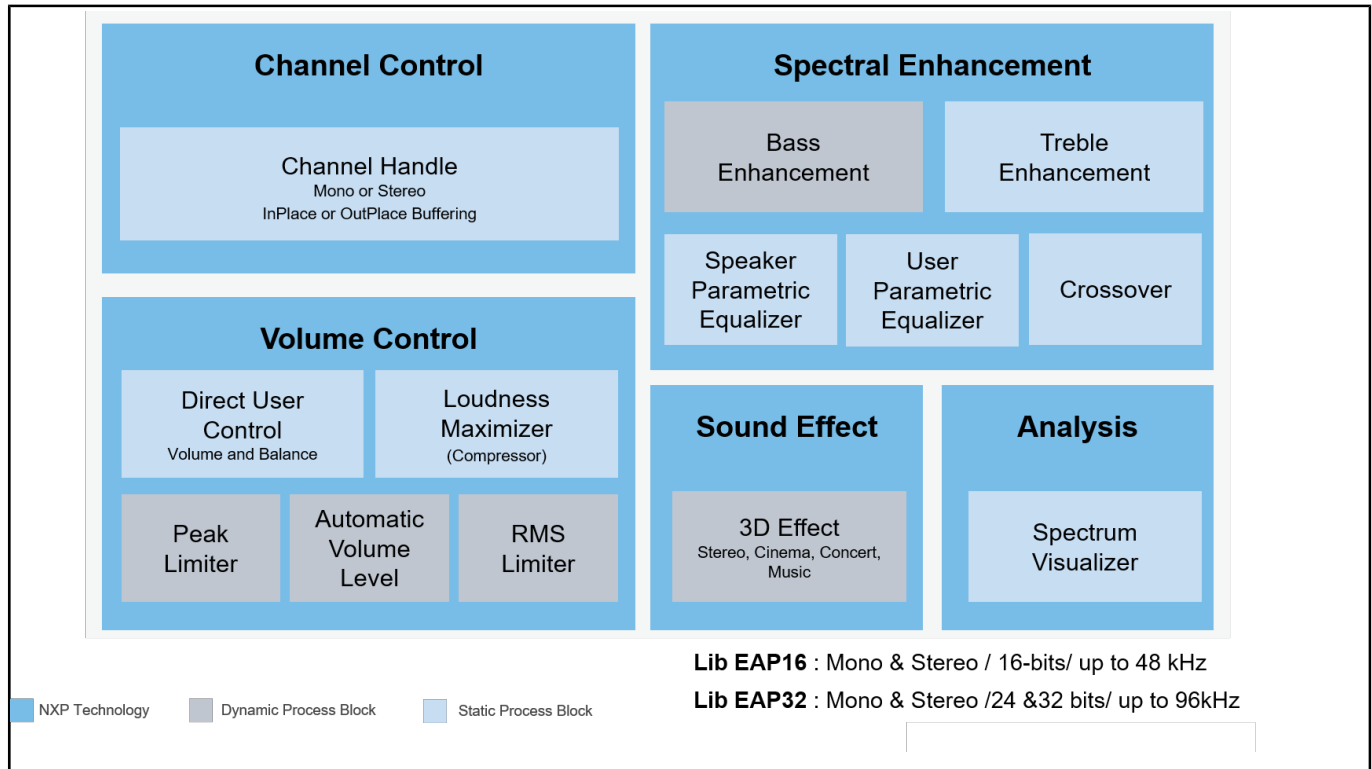 Channel Control
Channel Handle
Mono or Stereo
InPlace or OutPlace Buffering
Volume Control
Direct User
Control
Volume and Balance
Loudness
Maximizer
(Compressor)
Peak
Limiter
Automatic
Volume
Level
RMS
Limiter
Spectral Enhancement
Bass
Enhancement
Treble
Enhancement
Speaker
Parametric
Equalizer
User
Parametric
Equalizer
Crossover
Sound Effect
3D Effect
Stereo, Cinema, Concert,
Music
Analysis
Spectrum
Visualizer
Lib EAP16 : Mono & Stereo / 16-bits/ up to 48 kHz
Lib EAP32 : Mono & Stereo /24 &32 bits/ up to 96kHz
NXP Technology
Dynamic Process Block
Static Process Block